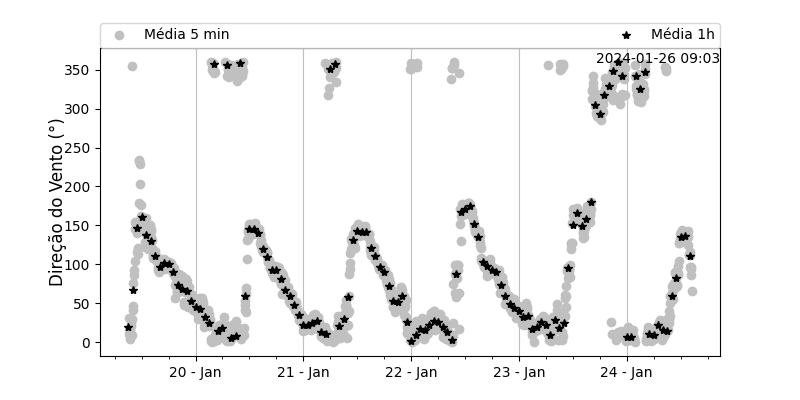 Média 5 min
Média 1h
2024-01-26 09:03
Direção do Vento (°)
350
300
250
200
150
100
50
0
20 - Jan
21 - Jan
22 - Jan
23 - Jan
24 - Jan